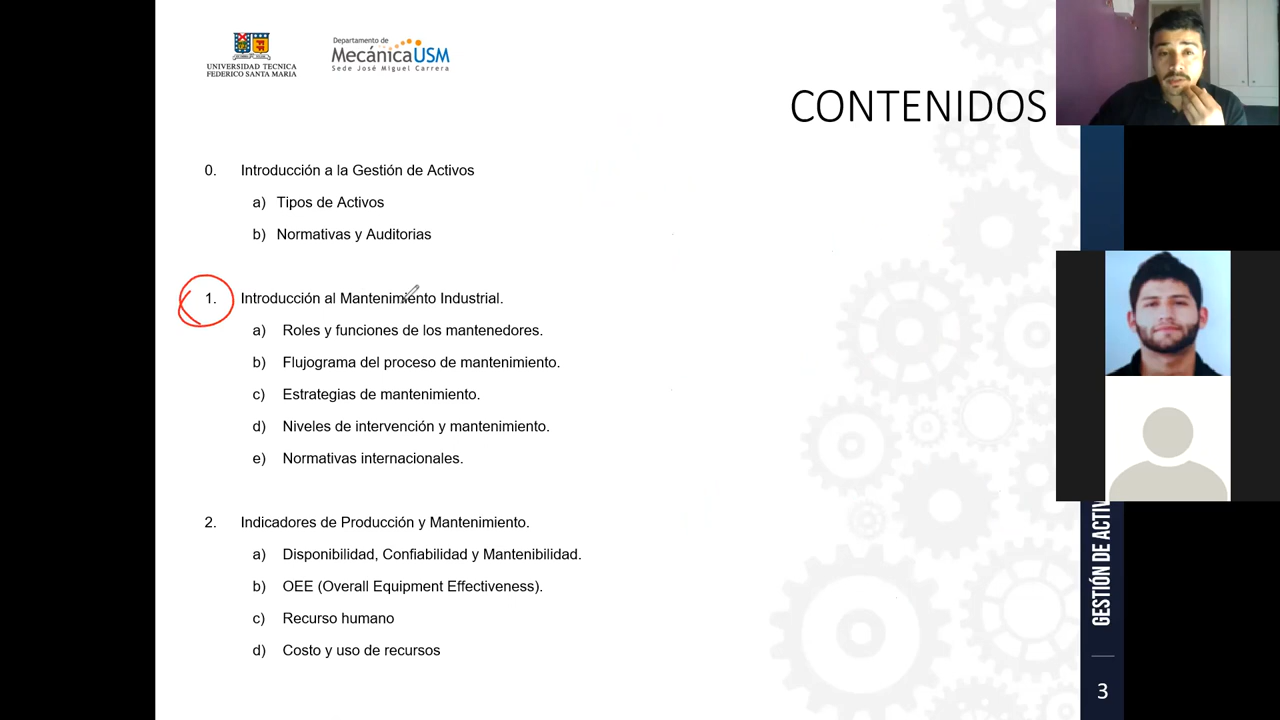 UNIVERSIDAD TECNICA
FEDERICO SANTA MARIA
Departamento de
MecánicaUSM
Sede José Miguel Carrera
CONTENIDOS
0. Introducción a la Gestión de Activos
a) Tipos de Activos
b) Normativas y Auditorias
1. Introducción al Mantenimiento Industrial.
a) Roles y funciones de los mantenedores.
b) Flujograma del proceso de mantenimiento.
c) Estrategias de mantenimiento.
d) Niveles de intervención y mantenimiento.
e) Normativas internacionales.
2. Indicadores de Producción y Mantenimiento.
a) Disponibilidad, Confiabilidad y Mantenibilidad.
b) OEE (Overall Equipment Effectiveness).
c) Recurso humano
d) Costo y uso de recursos
GESTIÓN DE ACTIV
3